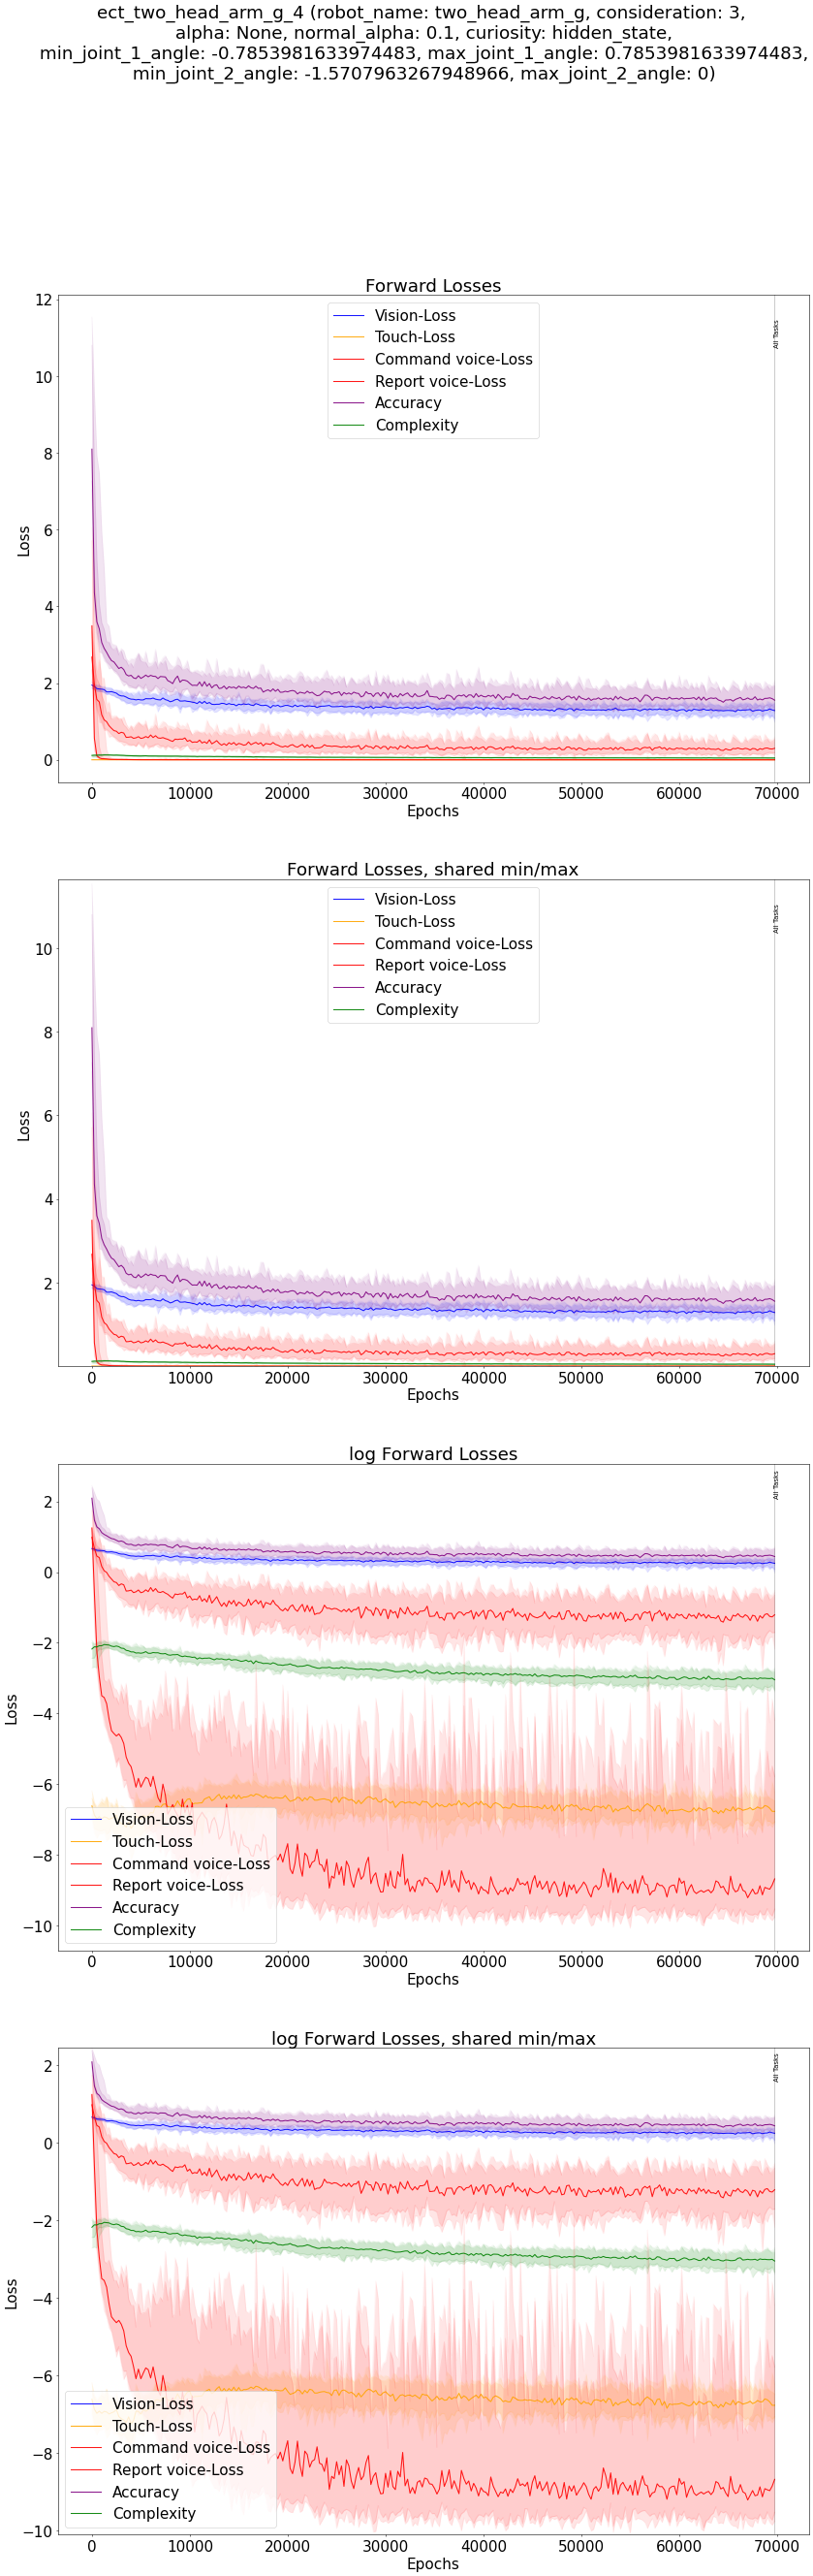 ect_two_head_arm_g_4 (robot_name: two_head_arm_g, consideration: 3,
alpha: None, normal_alpha: 0.1, curiosity: hidden_state,
min_joint_1_angle: -0.7853981633974483, max_joint_1_angle: 0.7853981633974483,
min_joint_2_angle: -1.5707963267948966, max_joint_2_angle: 0)
Forward Losses
12
10
8
6
4
2
0
Loss
Vision-Loss
Touch-Loss
Command voice-Loss
Report voice-Loss
Accuracy
Complexity
All Tasks
0 10000 20000 30000 40000 50000 60000 70000
Epochs
Forward Losses, shared min/max
10
8
6
4
2
Loss
Vision-Loss
Touch-Loss
Command voice-Loss
Report voice-Loss
Accuracy
Complexity
All Tasks
0 10000 20000 30000 40000 50000 60000 70000
Epochs
log Forward Losses
2
0
−2
−4
−6
−8
−10
Loss
All Tasks
Vision-Loss
Touch-Loss
Command voice-Loss
Report voice-Loss
Accuracy
Complexity
0 10000 20000 30000 40000 50000 60000 70000
Epochs
log Forward Losses, shared min/max
2
0
−2
−4
−6
−8
−10
Loss
All Tasks
Vision-Loss
Touch-Loss
Command voice-Loss
Report voice-Loss
Accuracy
Complexity
0 10000 20000 30000 40000 50000 60000 70000
Epochs